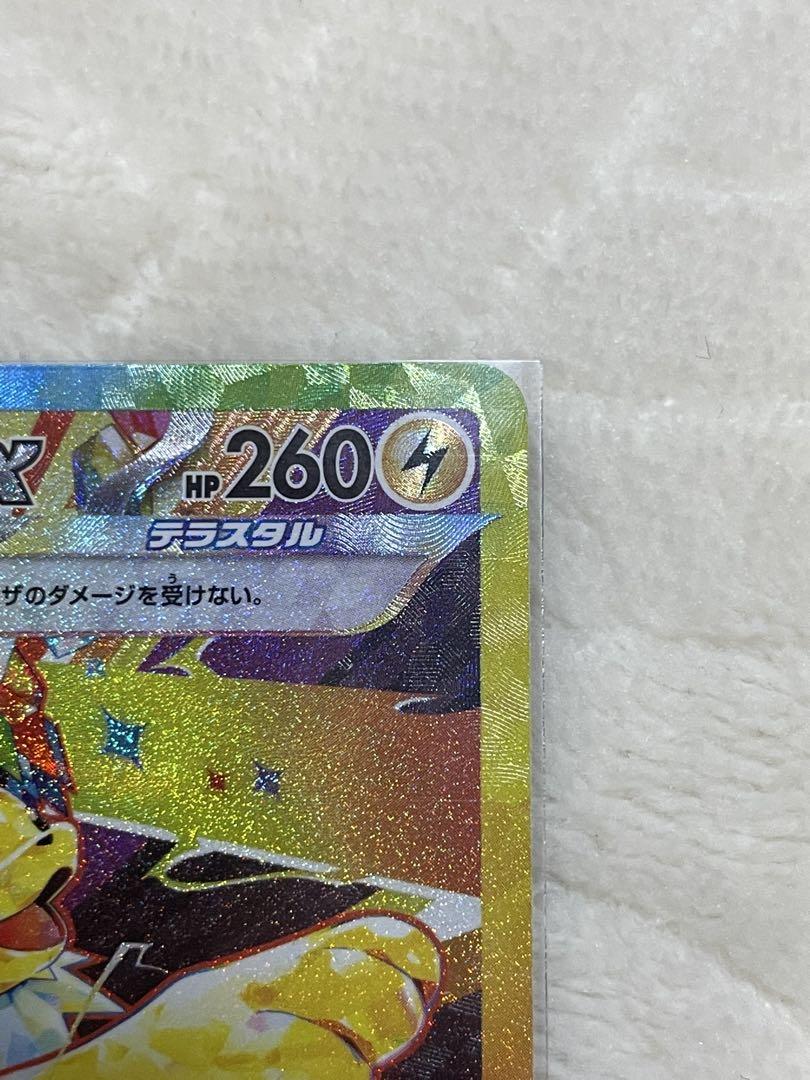 x HP260
テラスタル
ザのダメージを受けない。